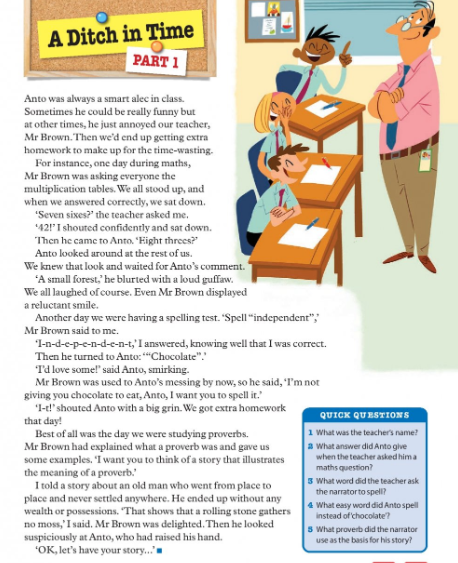 A Ditch in Time
PART 1
Anto was always a smart alec in class.
Sometimes he could be really funny but
at other times, he just annoyed our teacher,
Mr Brown. Then we'd end up getting extra
homework to make up for the time-wasting.
For instance, one day during maths,
Mr Brown was asking everyone the
multiplication tables. We all stood up, and
when we answered correctly, we sat down.
'Seven sixes?' the teacher asked me.
'42!' I shouted confidently and sat down.
Then he came to Anto. 'Eight threes?'
Anto looked around at the rest of us.
We knew that look and waited for Anto's comment.
'A small forest,' he blurted with a loud guffaw.
We all laughed of course. Even Mr Brown displayed
a reluctant smile.
Another day we were having a spelling test. 'Spell "independent",'
Mr Brown said to me.
'I-n-d-e-p-e-n-d-e-n-t,' I answered, knowing well that I was correct.
Then he turned to Anto: '"Chocolate".'
'I'd love some!' said Anto, smirking.
Mr Brown was used to Anto's messing by now, so he said, 'I'm not
giving you chocolate to eat, Anto, I want you to spell it.'
'I-t!' shouted Anto with a big grin. We got extra homework
that day!
Best of all was the day we were studying proverbs.
Mr Brown had explained what a proverb was and gave us
some examples. 'I want you to think of a story that illustrates
the meaning of a proverb.'
I told a story about an old man who went from place to
place and never settled anywhere. He ended up without any
wealth or possessions. 'That shows that a rolling stone gathers
no moss,' I said. Mr Brown was delighted. Then he looked
suspiciously at Anto, who had raised his hand.
'OK, let's have your story...'
QUICK QUESTIONS
1 What was the teacher's name?
2 What answer did Anto give
when the teacher asked him a
maths question?
3 What word did the teacher ask
the narrator to spell?
4 What easy word did Anto spell
instead of 'chocolate'?
5 What proverb did the narrator
use as the basis for his story?